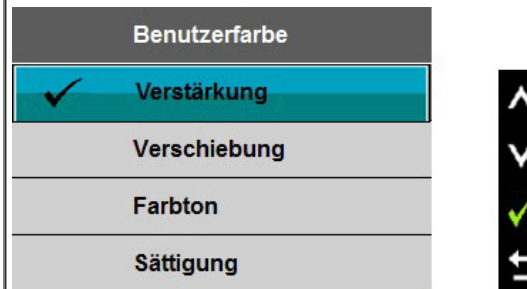 Benutzerfarbe
Verstärkung
Verschiebung
Farbton
Sättigung